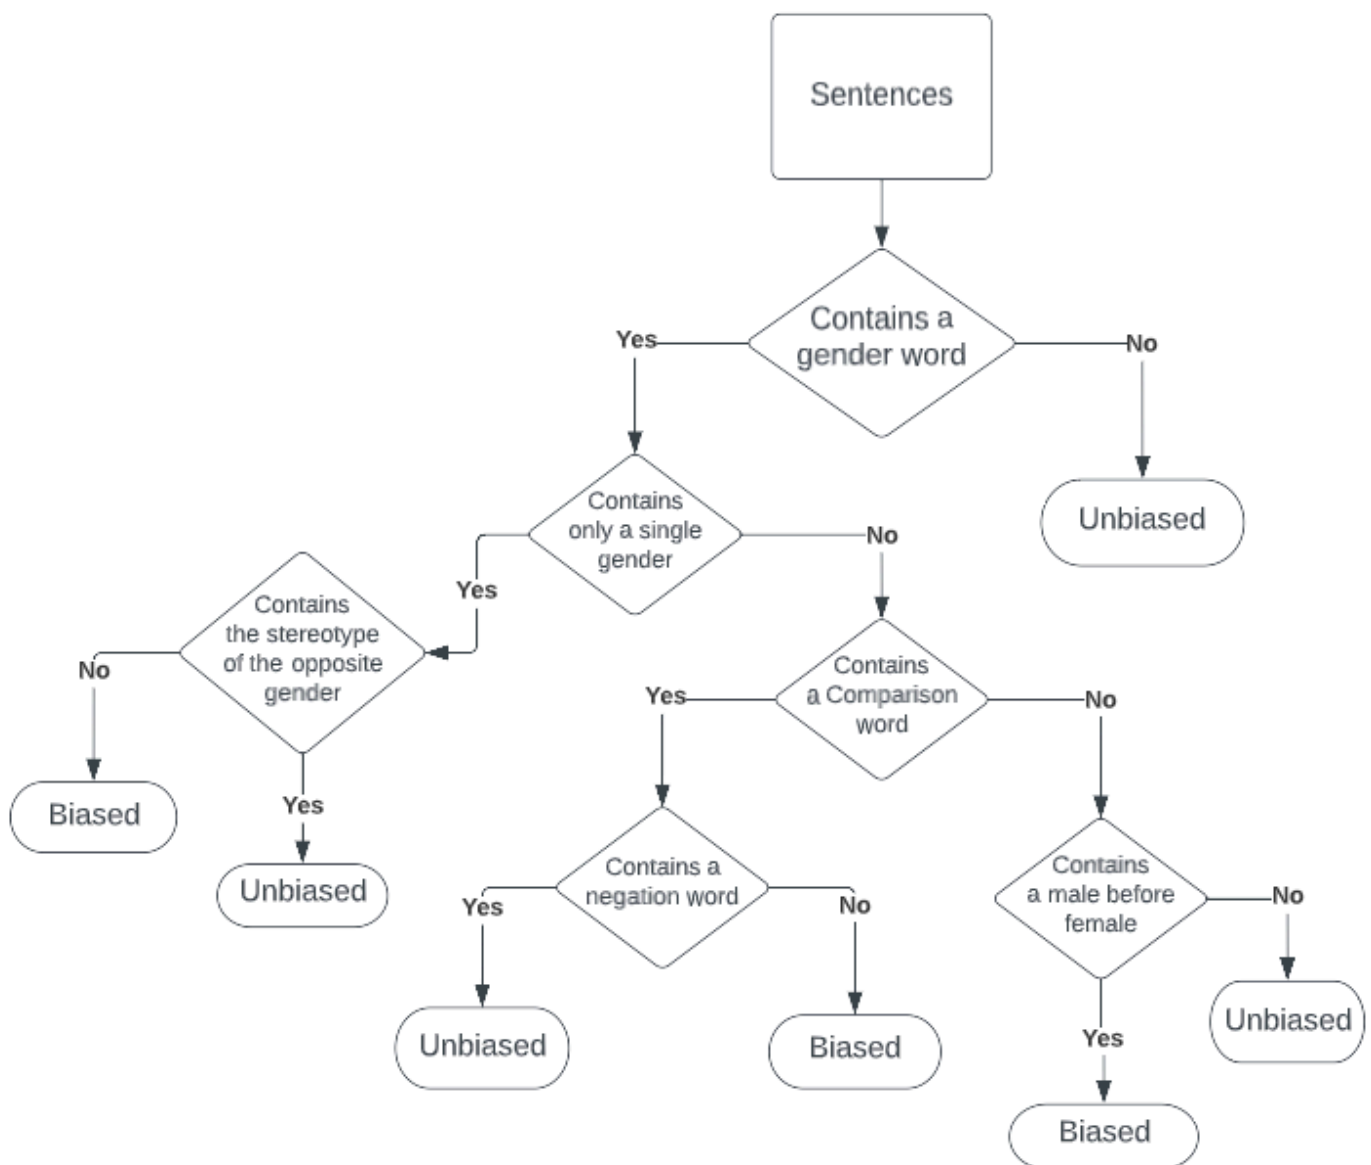 Sentences
Contains a
gender word
Yes
No
Contains
only a single
gender
Unbiased
Yes
No
Contains
the stereotype
of the opposite
gender
No
Yes
Biased
Unbiased
Contains
a Comparison
word
Yes
No
Contains a
negation word
Yes
No
Unbiased
Biased
Contains
a male before
female
No
Yes
Unbiased
Biased